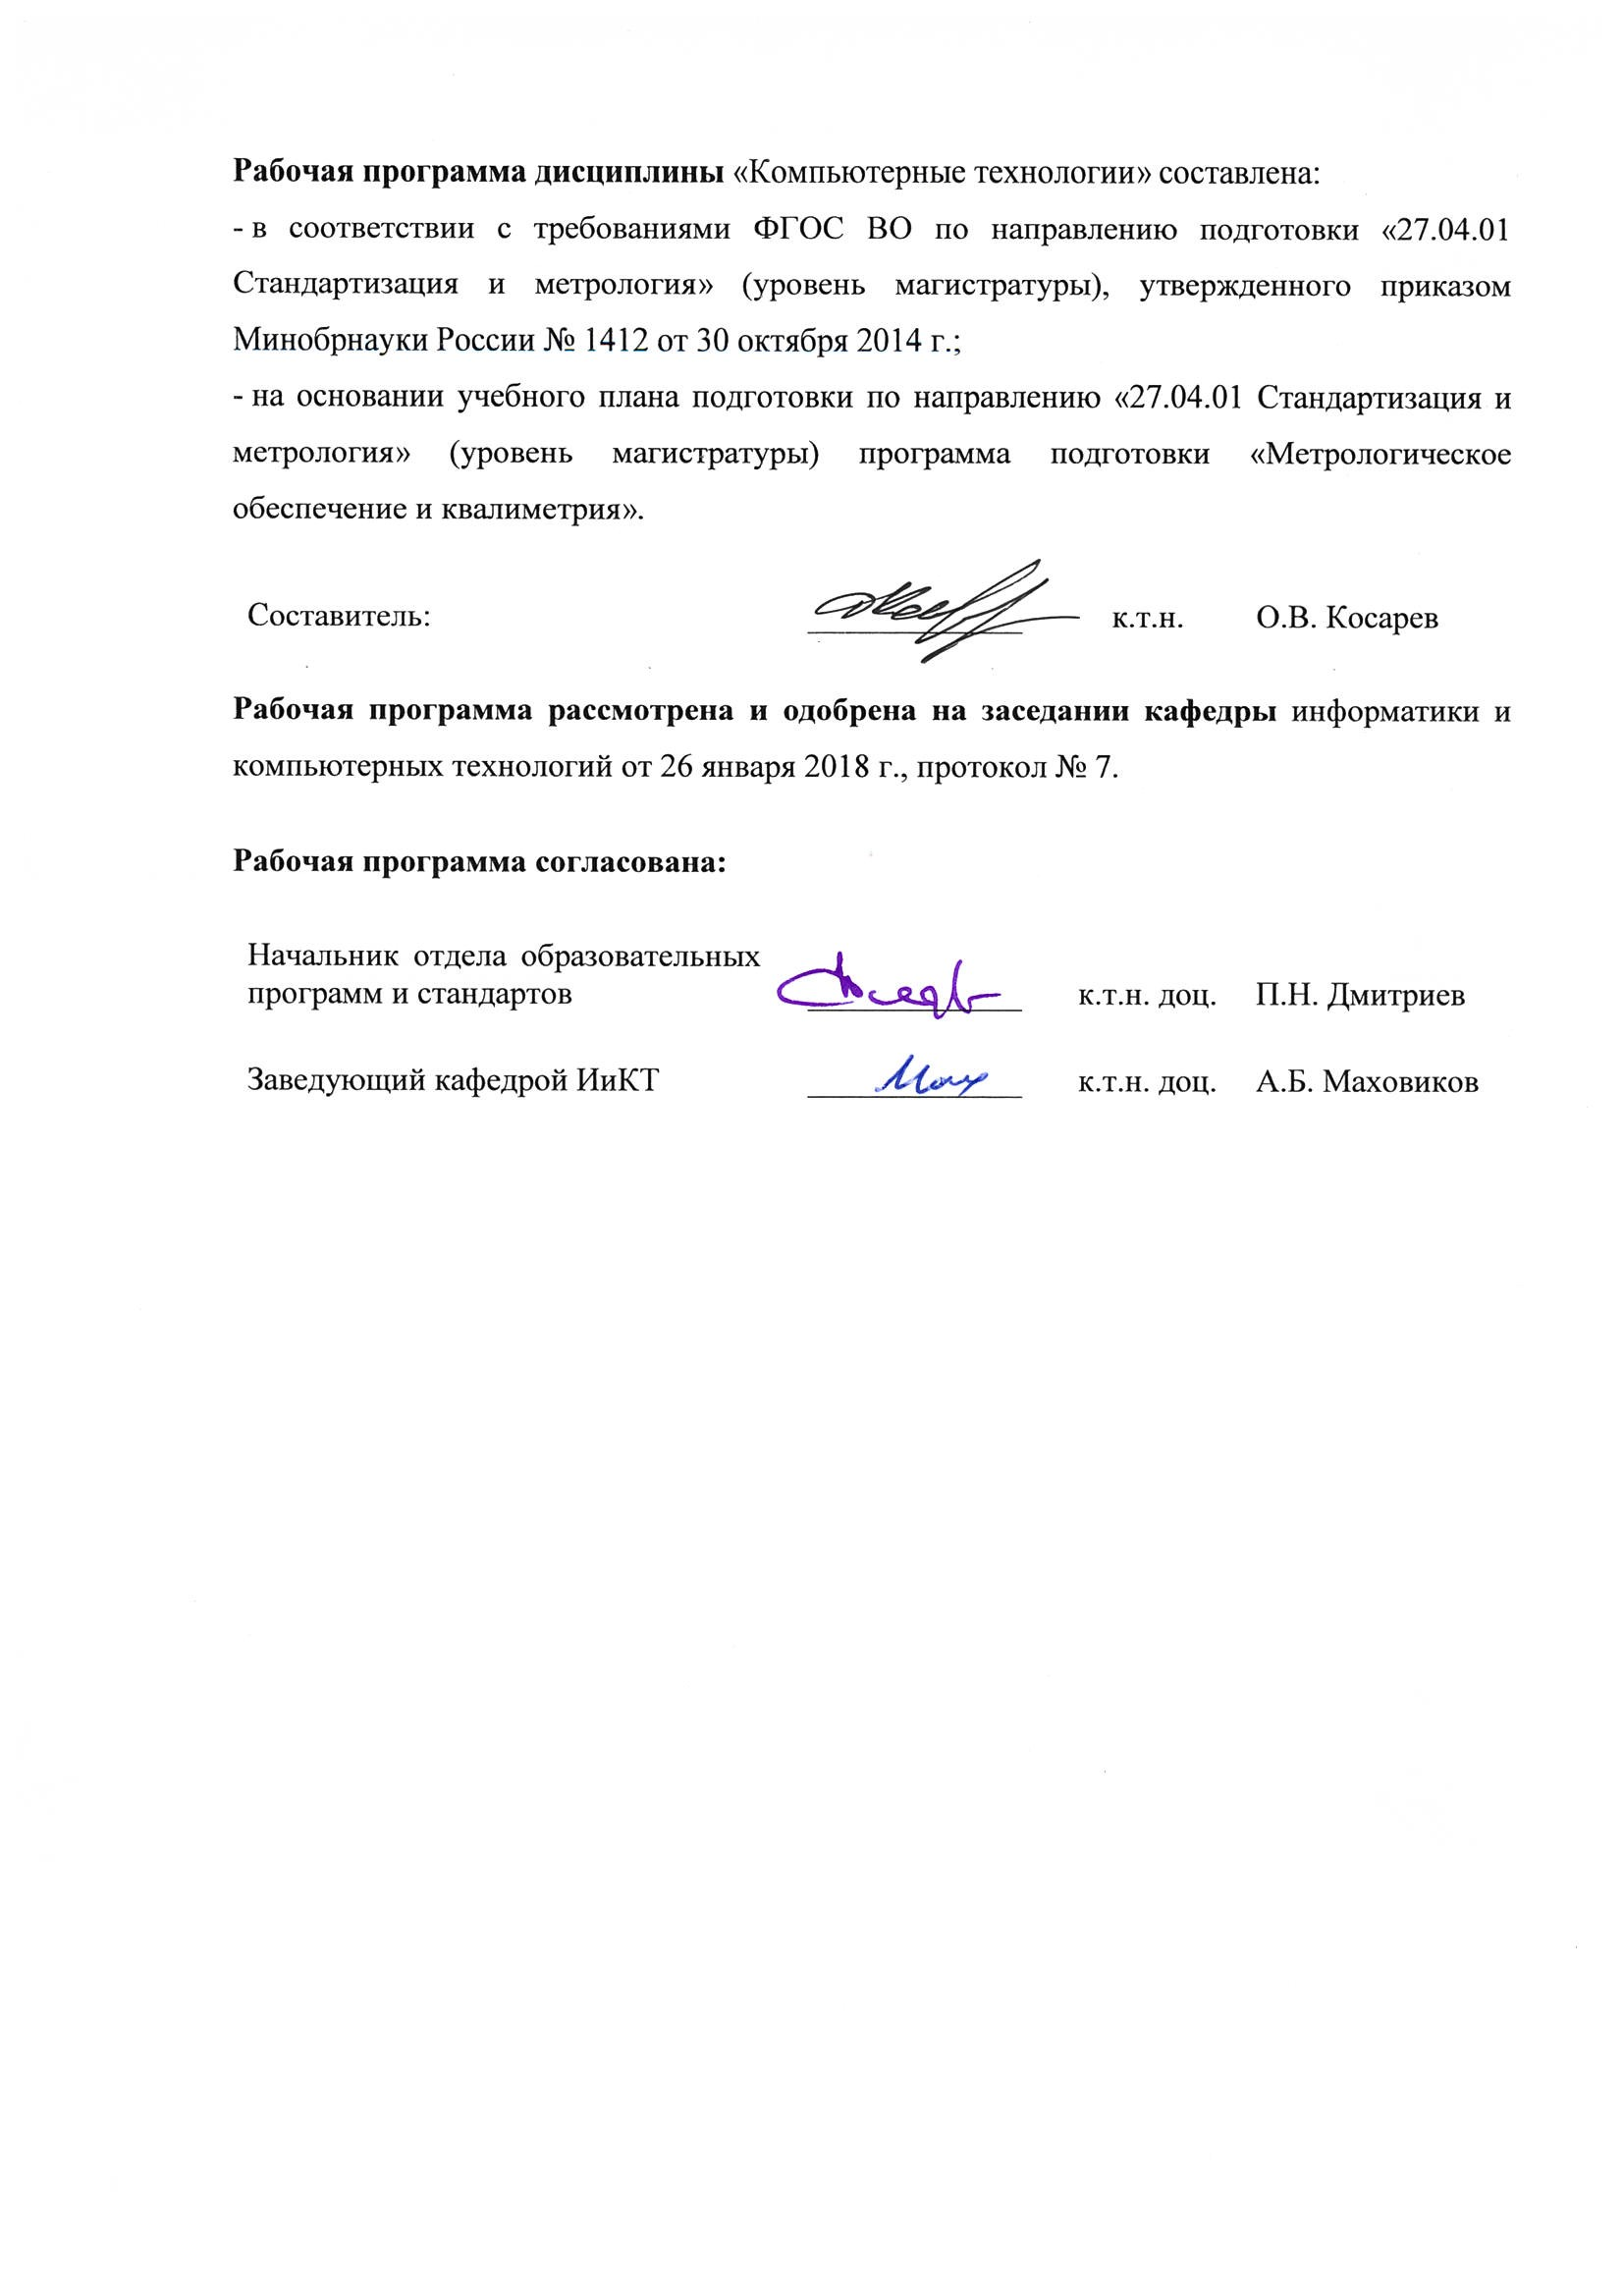 Рабочая программа дисциплины «Компьютерные технологии» составлена:
- в соответствии с требованиями ФГОС ВО по направлению подготовки «27.04.01
Стандартизация и метрология» (уровень магистратуры), утвержденного приказом
Минобрнауки России № 1412 от 30 октября 2014 г.;
- на основании учебного плана подготовки по направлению «27.04.01 Стандартизация и
метрология» (уровень магистратуры) программа подготовки «Метрологическое
обеспечение и квалиметрия».
Составитель: к.т.н. О.В. Косарев
Рабочая программа рассмотрена и одобрена на заседании кафедры информатики и
компьютерных технологий от 26 января 2018 г., протокол № 7.
Рабочая программа согласована:
Начальник отдела образовательных
программ и стандартов к.т.н. доц. П.Н. Дмитриев
Заведующий кафедрой ИиКТ к.т.н. доц. А.Б. Маховиков